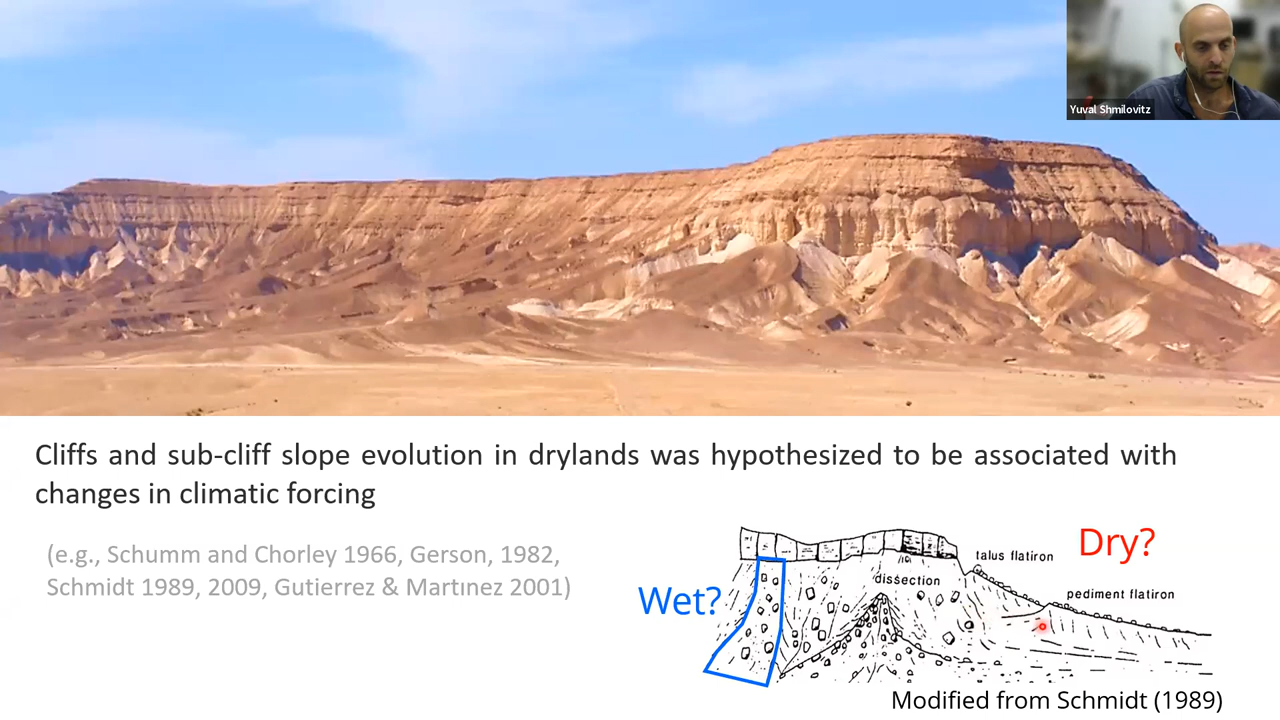 Yuval Shmilovitz
Cliffs and sub-cliff slope evolution in drylands was hypothesized to be associated with
changes in climatic forcing
(e.g., Schumm and Chorley 1966, Gerson, 1982,
Schmidt 1989, 2009, Gutierrez & Martınez 2001)
Wet?
Dry?
talus flatiron
dissection
pediment flatiron
Modified from Schmidt (1989)